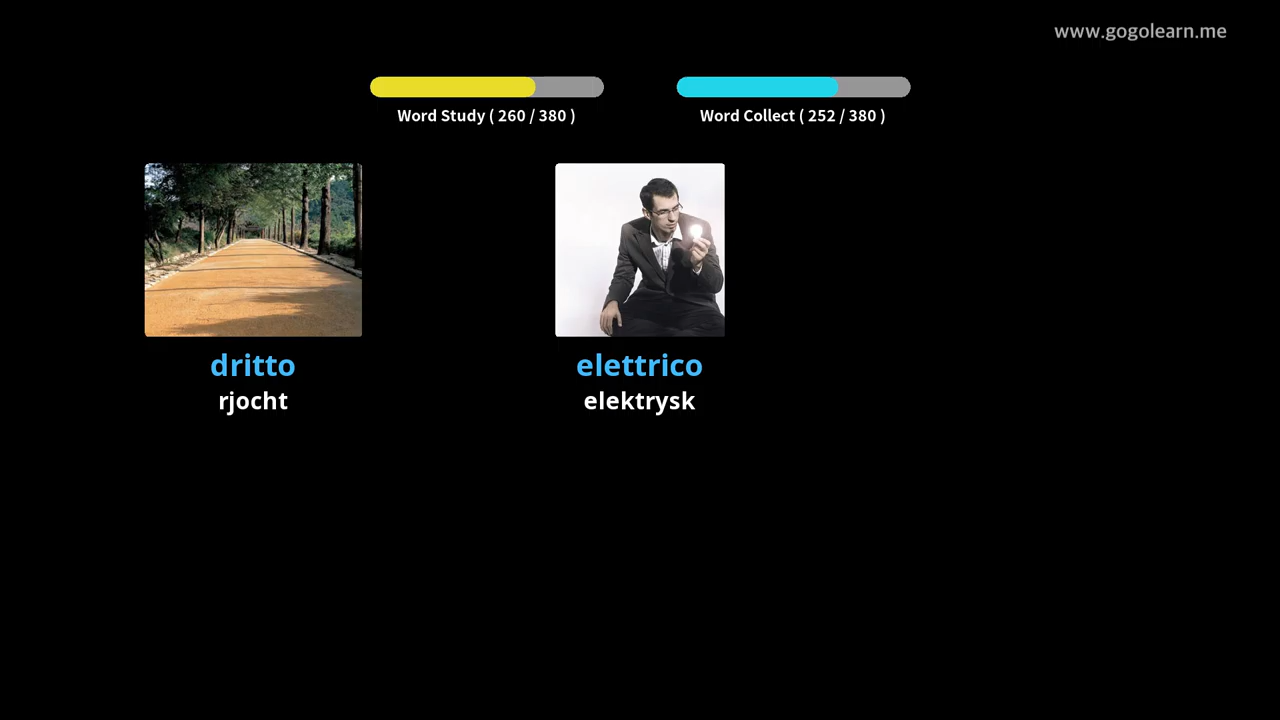 www.gogolearn.me
Word Study ( 260 / 380 )
Word Collect ( 252 / 380 )
dritto
rjocht
elettrico
elektrysk